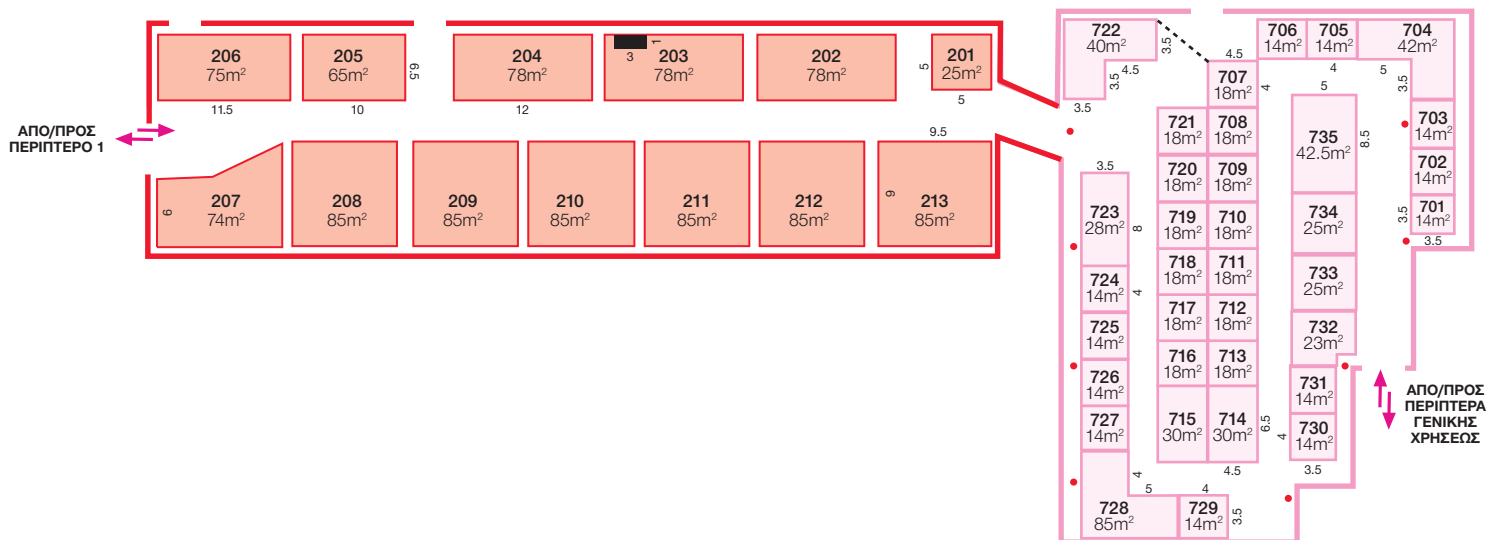 206
75m²
11.5
205
65m²
10
6.5
204
78m²
12
3
1
203
78m²
202
78m²
5
201
25m²
5
ΑΠΟ/ΠΡΟΣ
ΠΕΡΙΠΤΕΡΟ 1
6
207
74m²
208
85m²
209
85m²
210
85m²
211
85m²
212
85m²
9.5
9
213
85m²
722
40m²
3.5
4.5
3.5
3.5
706
14m²
705
14m²
4
704
42m²
5
3.5
4.5
707
18m²
4
721
18m²
708
18m²
720
18m²
709
18m²
719
18m²
710
18m²
718
18m²
711
18m²
717
18m²
712
18m²
716
18m²
713
18m²
715
30m²
714
30m²
6.5
4.5
5
735
42.5m²
8.5
734
25m²
733
25m²
732
23m²
731
14m²
4
730
14m²
3.5
703
14m²
702
14m²
3.5
701
14m²
3.5
3.5
723
28m²
8
724
14m²
4
725
14m²
726
14m²
727
14m²
4
5
728
85m²
4
729
14m²
3.5
ΑΠΟ/ΠΡΟΣ
ΠΕΡΙΠΤΕΡΑ
ΓΕΝΙΚΗΣ
ΧΡΗΣΕΩΣ